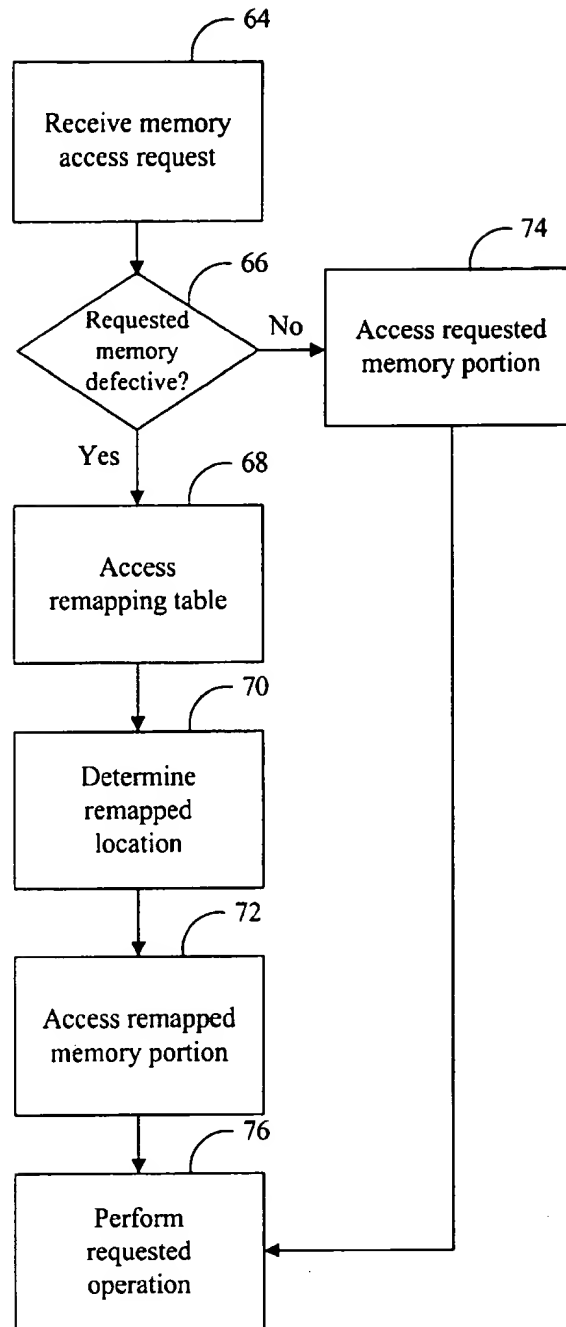 64
Receive memory
access request
66
Requested
memory
defective?
No
74
Access requested
memory portion
Yes
68
Access
remapping table
70
Determine
remapped
location
72
Access remapped
memory portion
76
Perform
requested
operation